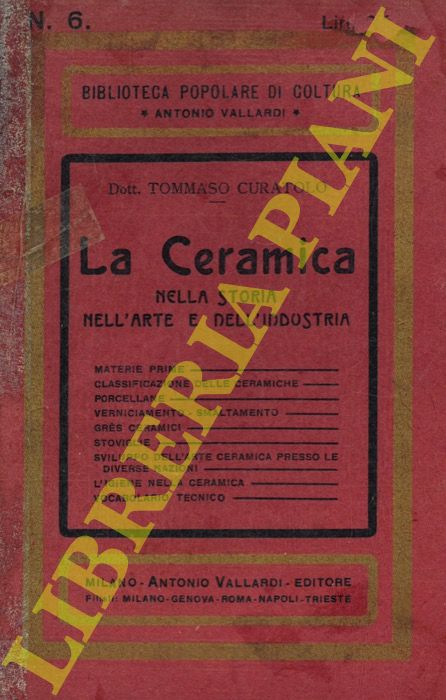 N. 6.
BIBLIOTECA POPOLARE DI COLTURA
* ANTONIO VALLARDI *
Dott. TOMMASO CURATOLO
La Ceramica
NELLA STORIA
NELL'ARTE E DELL'INDUSTRIA
MATERIE PRIME
CLASSIFICAZIONE DELLE CERAMICHE
PORCELLANE
VERNICIAMENTO - SMALTAMENTO
GRÈS CERAMICI
STOVIGLIE
SVILUPPO DELL'ARTE CERAMICA PRESSO LE
DIVERSE NAZIONI
L'IGIENE NELLA CERAMICA
VOCABOLARIO TECNICO
MILANO - ANTONIO VALLARDI - EDITORE
Filiali: MILANO - GENOVA - ROMA - NAPOLI - TRIESTE
LIBRERIA PIANI